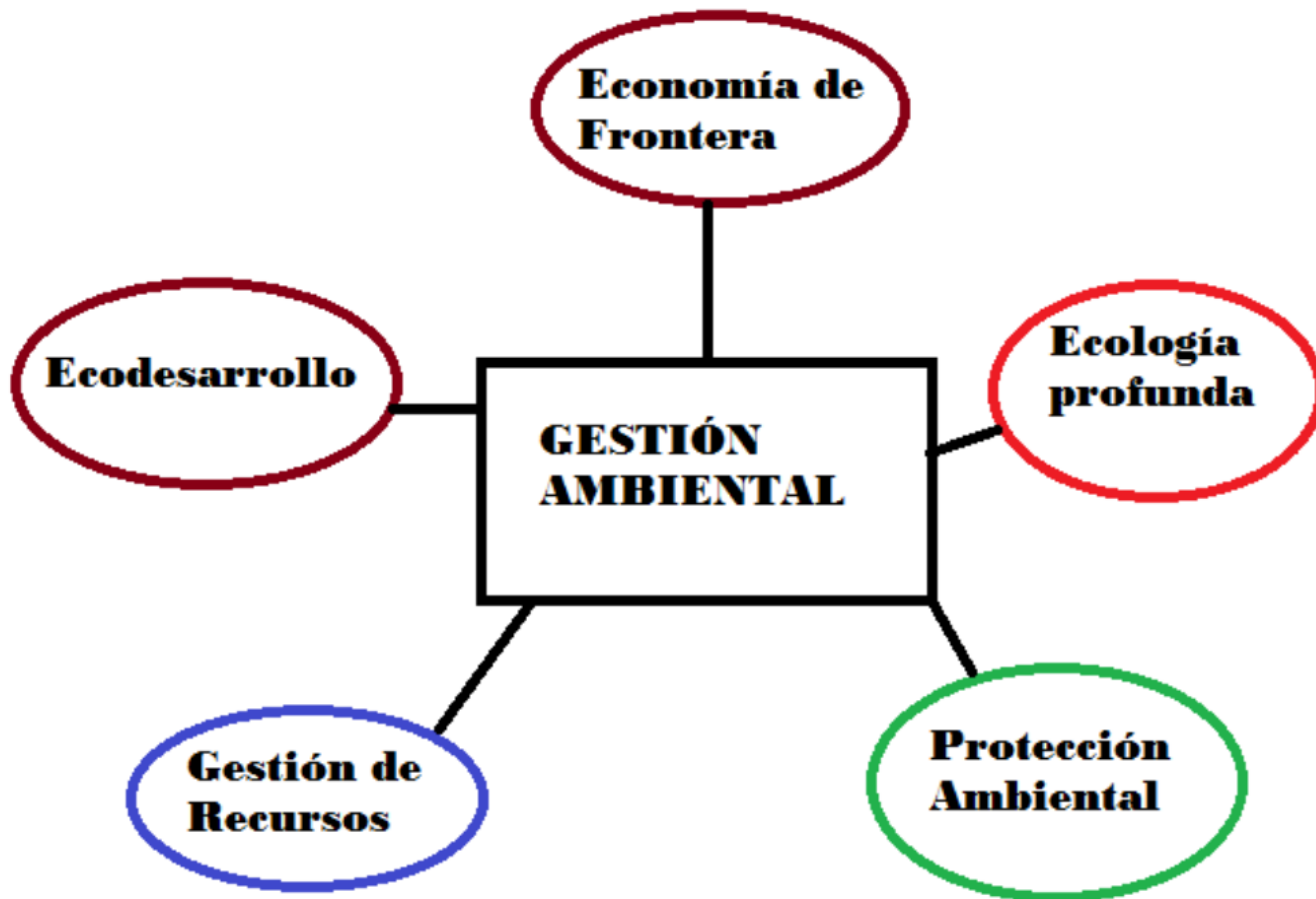 Economía de
Frontera
Ecodesarrollo
Ecología
profunda
GESTIÓN
AMBIENTAL
Gestión de
Recursos
Protección
Ambiental